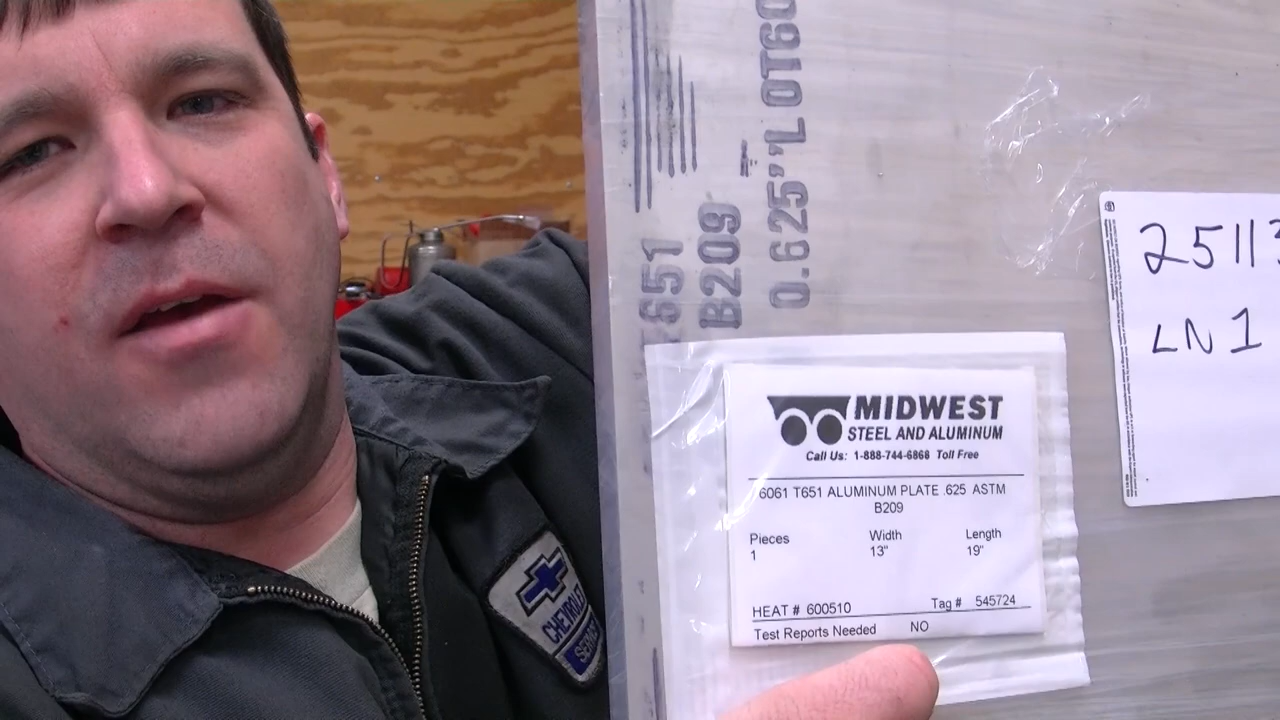 651
B209
0.625" L OT60
MIDWEST
STEEL AND ALUMINUM
Call Us: 1-888-744-6868 Toll Free
6061 T651 ALUMINUM PLATE .625 ASTM
B209
Pieces Width Length
1 13" 19"
HEAT # 600510 Tag # 545724
Test Reports Needed NO
2511
LN 1
CHEVROLET
SERVICE